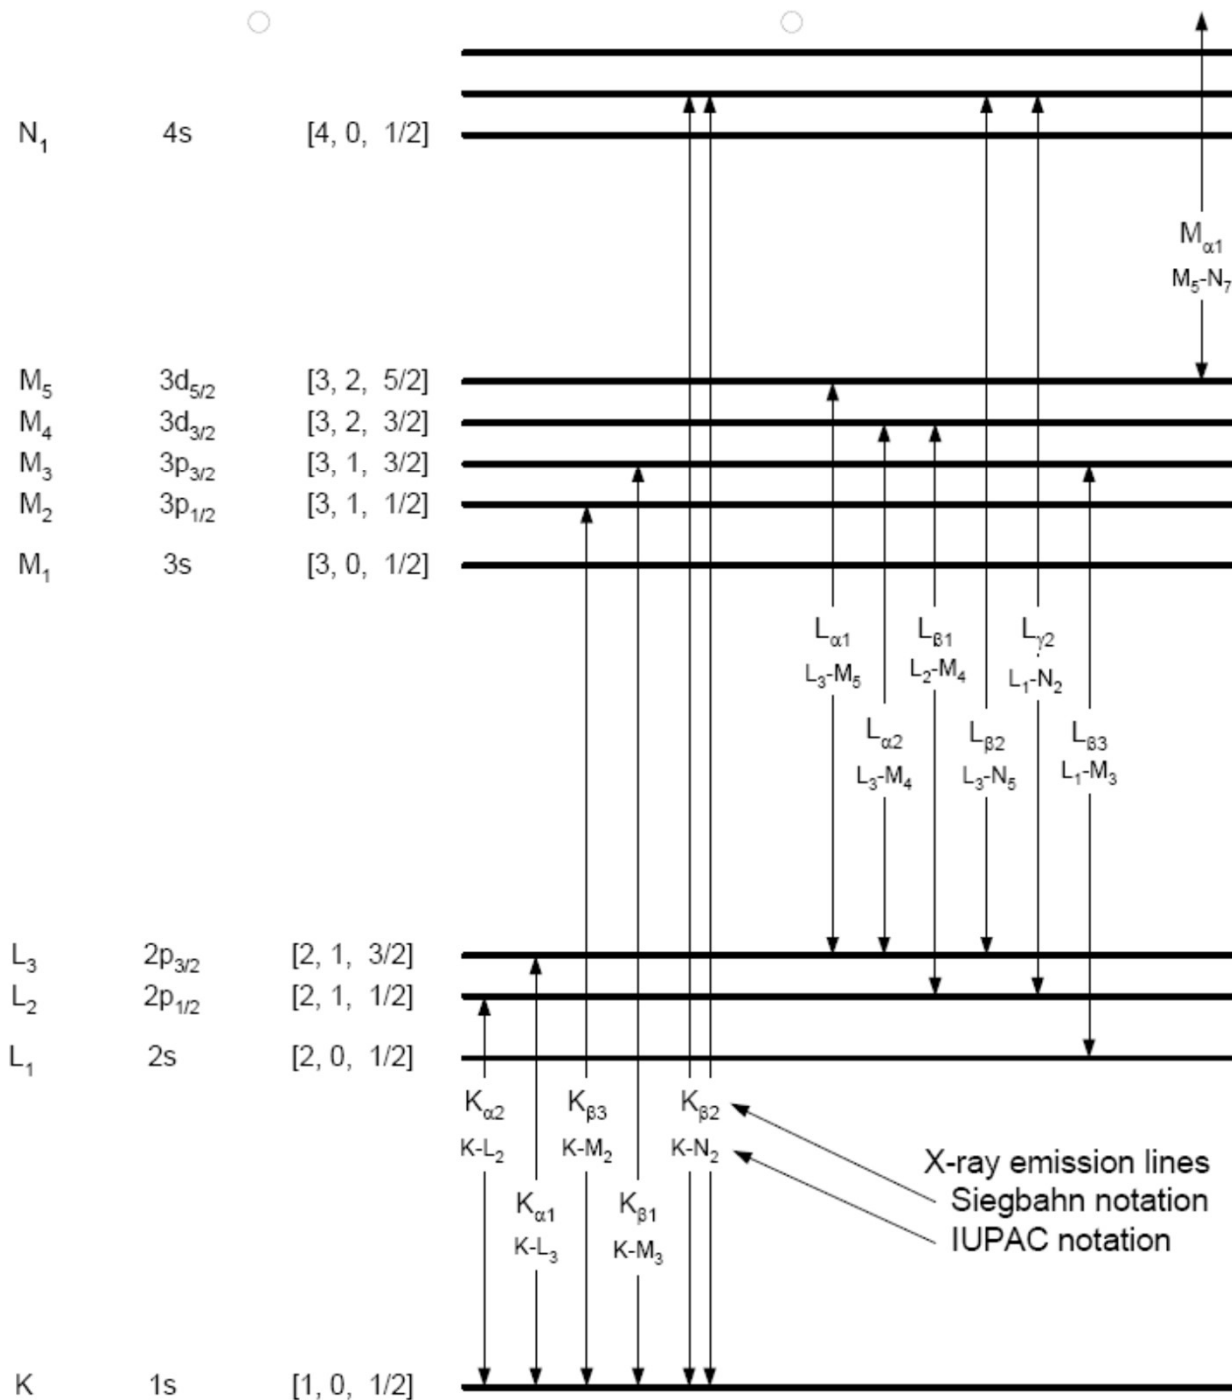 N1 4s [4, 0, 1/2]
Mα1
M5-N7
M5 3d5/2 [3, 2, 5/2]
M4 3d3/2 [3, 2, 3/2]
M3 3p3/2 [3, 1, 3/2]
M2 3p1/2 [3, 1, 1/2]
M1 3s [3, 0, 1/2]
Lα1 Lβ1 Lγ2
L3-M5 L2-M4 L1-N2
Lα2 Lβ2 Lβ3
L3-M4 L3-N5 L1-M3
L3 2p3/2 [2, 1, 3/2]
L2 2p1/2 [2, 1, 1/2]
L1 2s [2, 0, 1/2]
Kα2 Kβ3 Kβ2
K-L2 K-M2 K-N2
X-ray emission lines
Kα1 Kβ1 Siegbahn notation
K-L3 K-M3 IUPAC notation
K 1s [1, 0, 1/2]